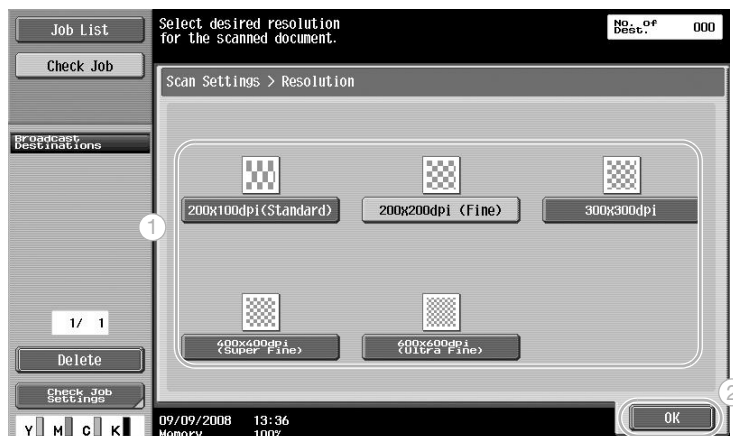 Job List
Check Job
Broadcast
Destinations
1/ 1
Delete
Check Job
Settings
Y M C K
Select desired resolution
for the scanned document.
No. of
Dest.
000
Scan Settings > Resolution
1
200x100dpi(Standard)
200x200dpi (Fine)
300x300dpi
400x400dpi
(Super Fine)
600x600dpi
(Ultra Fine)
2
OK
09/09/2008 13:36
Memory 100%